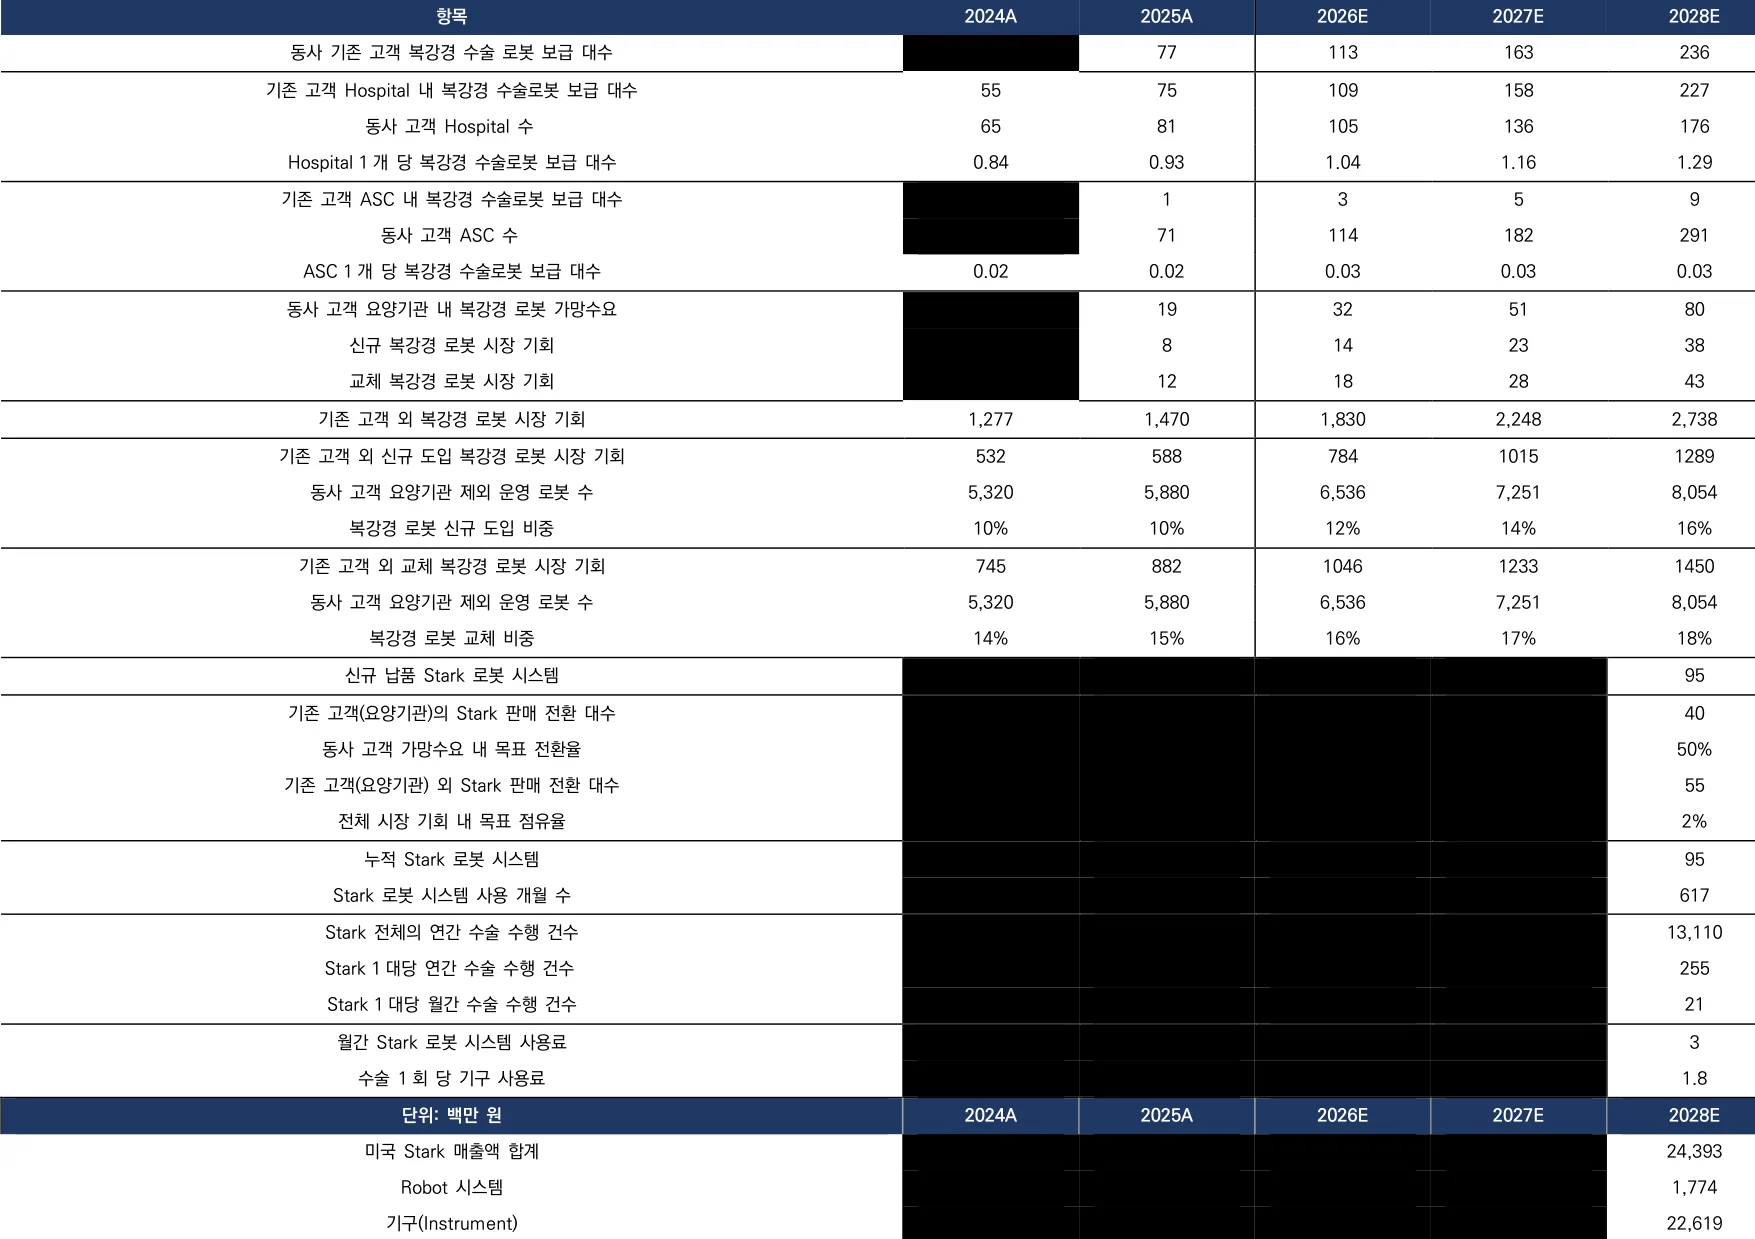 항목 2024A 2025A 2026E 2027E 2028E
동사 기존 고객 복강경 수술 로봇 보급 대수 77 113 163 236
기존 고객 Hospital 내 복강경 수술로봇 보급 대수 55 75 109 158 227
동사 고객 Hospital 수 65 81 105 136 176
Hospital 1개 당 복강경 수술로봇 보급 대수 0.84 0.93 1.04 1.16 1.29
기존 고객 ASC 내 복강경 수술로봇 보급 대수 1 3 5 9
동사 고객 ASC 수 71 114 182 291
ASC 1개 당 복강경 수술로봇 보급 대수 0.02 0.02 0.03 0.03 0.03
동사 고객 요양기관 내 복강경 로봇 가망수요 19 32 51 80
신규 복강경 로봇 시장 기회 8 14 23 38
교체 복강경 로봇 시장 기회 12 18 28 43
기존 고객 외 복강경 로봇 시장 기회 1,277 1,470 1,830 2,248 2,738
기존 고객 외 신규 도입 복강경 로봇 시장 기회 532 588 784 1015 1289
동사 고객 요양기관 제외 운영 로봇 수 5,320 5,880 6,536 7,251 8,054
복강경 로봇 신규 도입 비중 10% 10% 12% 14% 16%
기존 고객 외 교체 복강경 로봇 시장 기회 745 882 1046 1233 1450
동사 고객 요양기관 제외 운영 로봇 수 5,320 5,880 6,536 7,251 8,054
복강경 로봇 교체 비중 14% 15% 16% 17% 18%
신규 납품 Stark 로봇 시스템 95
기존 고객(요양기관)의 Stark 판매 전환 대수 40
동사 고객 가망수요 내 목표 전환율 50%
기존 고객(요양기관) 외 Stark 판매 전환 대수 55
전체 시장 기회 내 목표 점유율 2%
누적 Stark 로봇 시스템 95
Stark 로봇 시스템 사용 개월 수 617
Stark 전체의 연간 수술 수행 건수 13,110
Stark 1대당 연간 수술 수행 건수 255
Stark 1대당 월간 수술 수행 건수 21
월간 Stark 로봇 시스템 사용료 3
수술 1회 당 기구 사용료 1.8
단위: 백만 원 2024A 2025A 2026E 2027E 2028E
미국 Stark 매출액 합계 24,393
Robot 시스템 1,774
기구(Instrument) 22,619